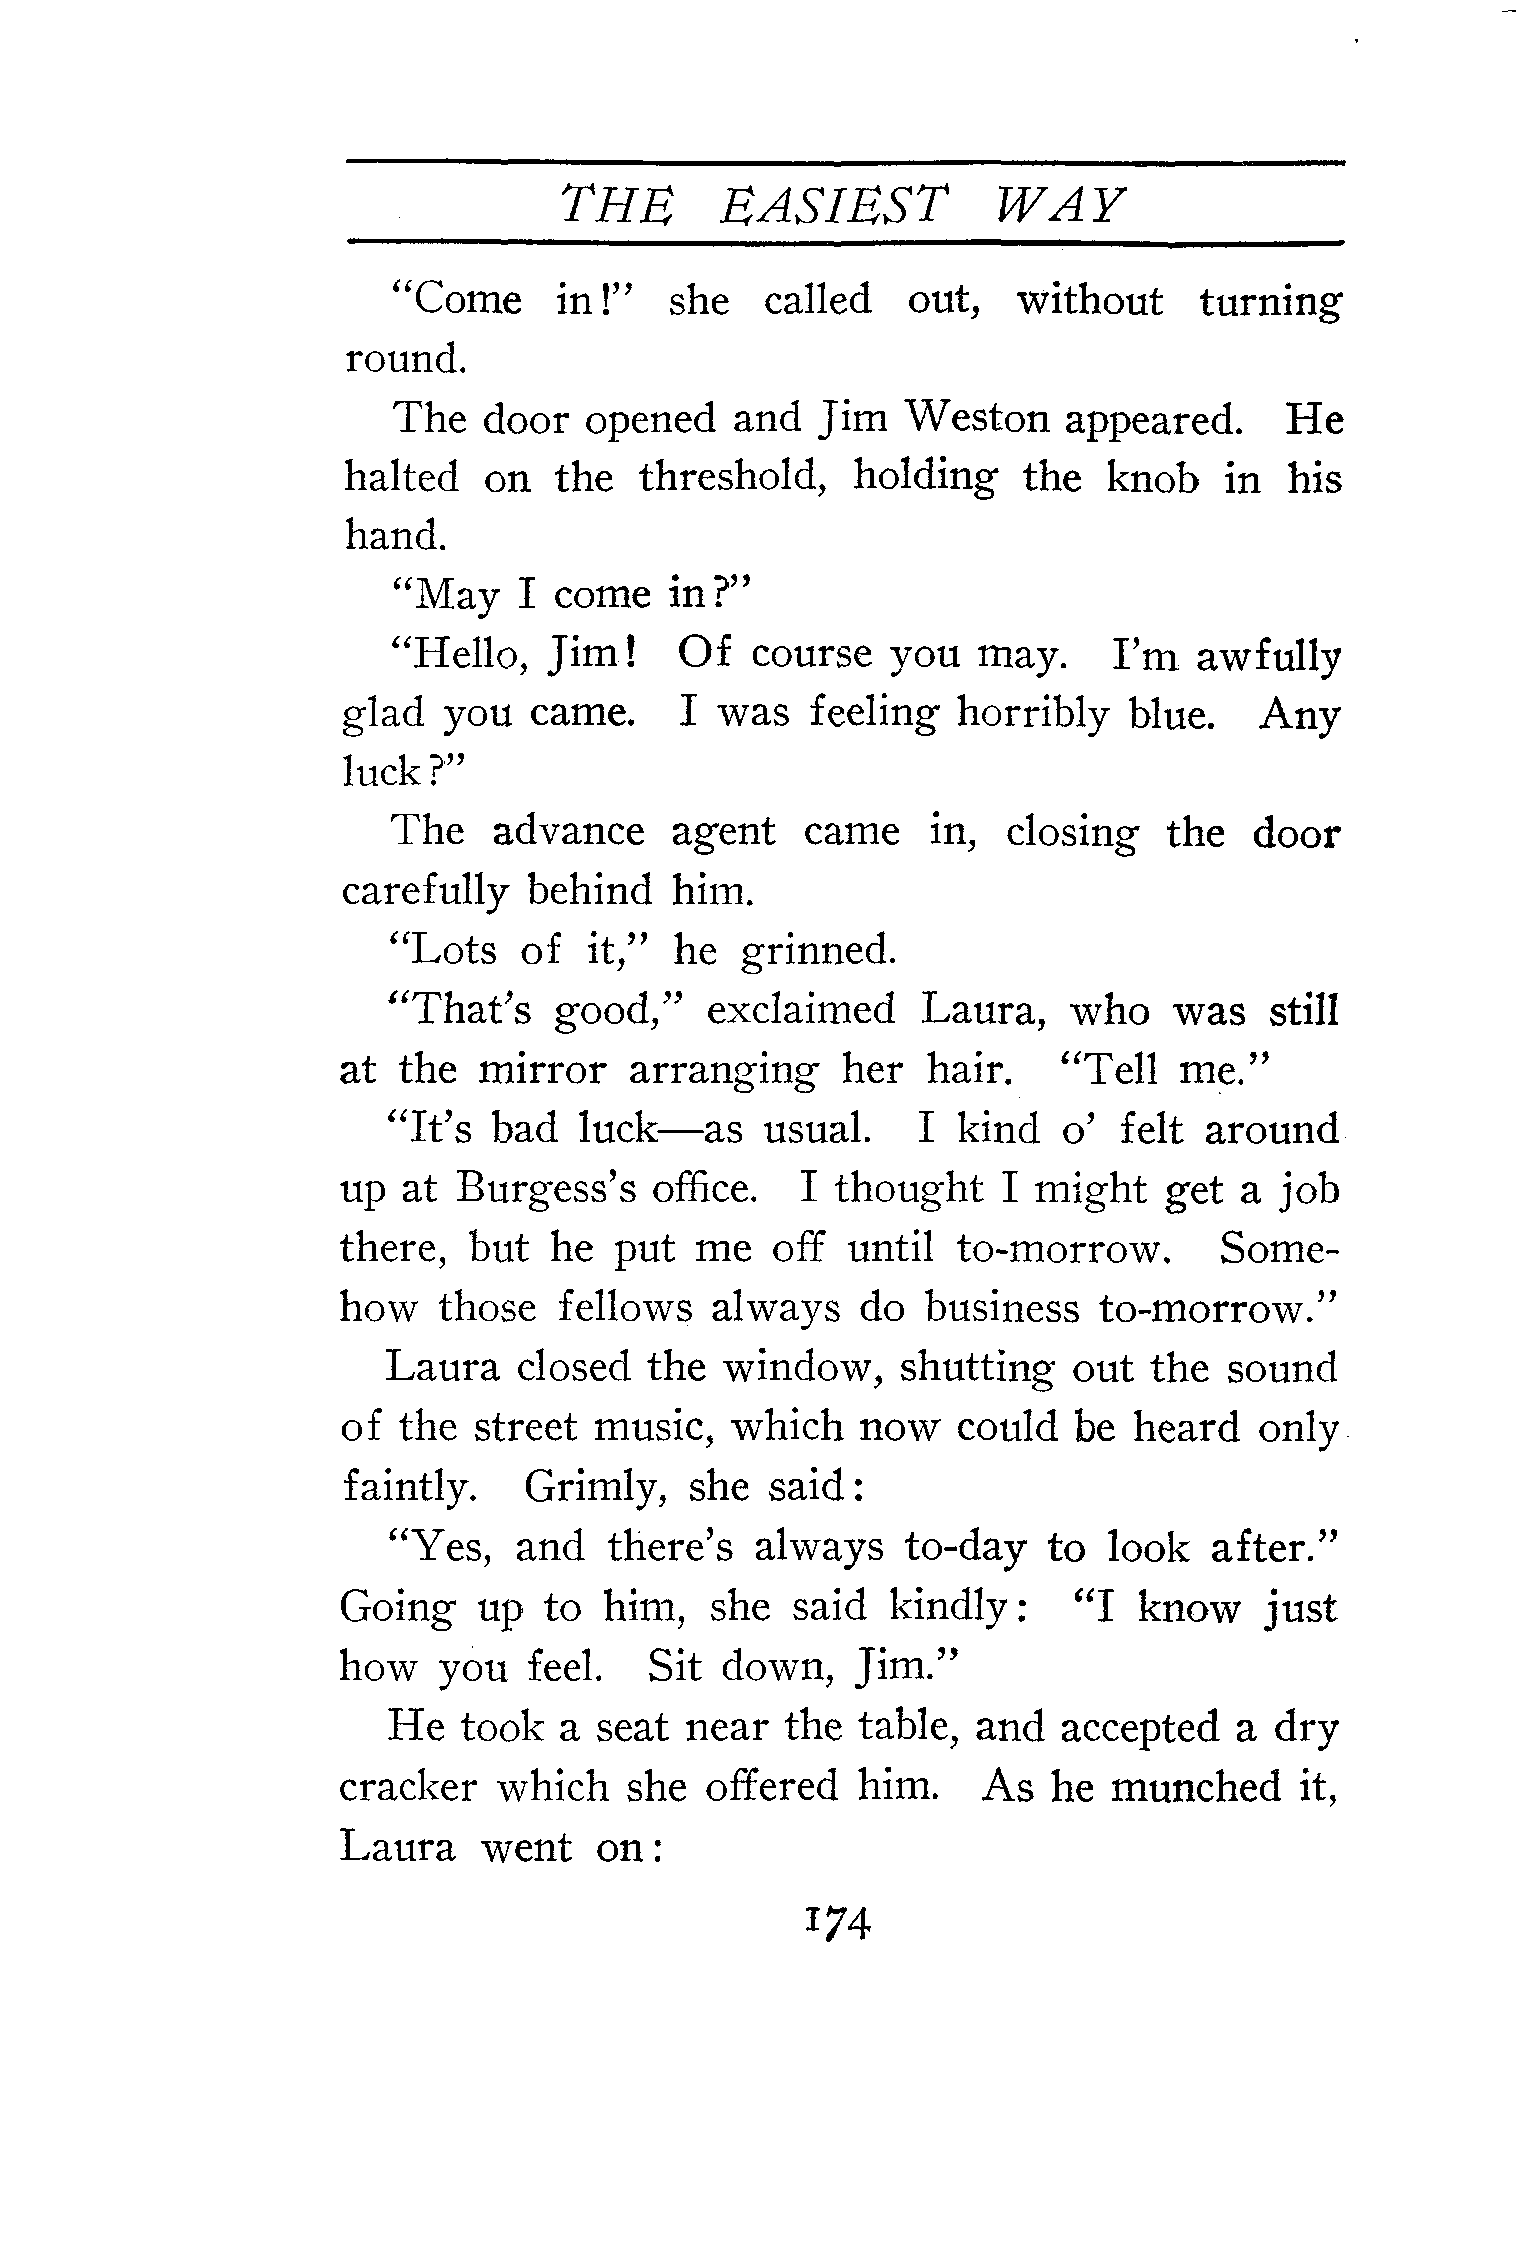 THE EASIEST WAY
“Come in!” she called out, without turning
round.
The door opened and Jim Weston appeared. He
halted on the threshold, holding the knob in his
hand.
“May I come in?”
“Hello, Jim! Of course you may. I’m awfully
glad you came. I was feeling horribly blue. Any
luck?”
The advance agent came in, closing the door
carefully behind him.
“Lots of it,” he grinned.
“That’s good,” exclaimed Laura, who was still
at the mirror arranging her hair. “Tell me.”
“It’s bad luck—as usual. I kind o’ felt around
up at Burgess’s office. I thought I might get a job
there, but he put me off until to-morrow. Some-
how those fellows always do business to-morrow.”
Laura closed the window, shutting out the sound
of the street music, which now could be heard only
faintly. Grimly, she said:
“Yes, and there’s always to-day to look after.”
Going up to him, she said kindly: “I know just
how you feel. Sit down, Jim.”
He took a seat near the table, and accepted a dry
cracker which she offered him. As he munched it,
Laura went on:
174